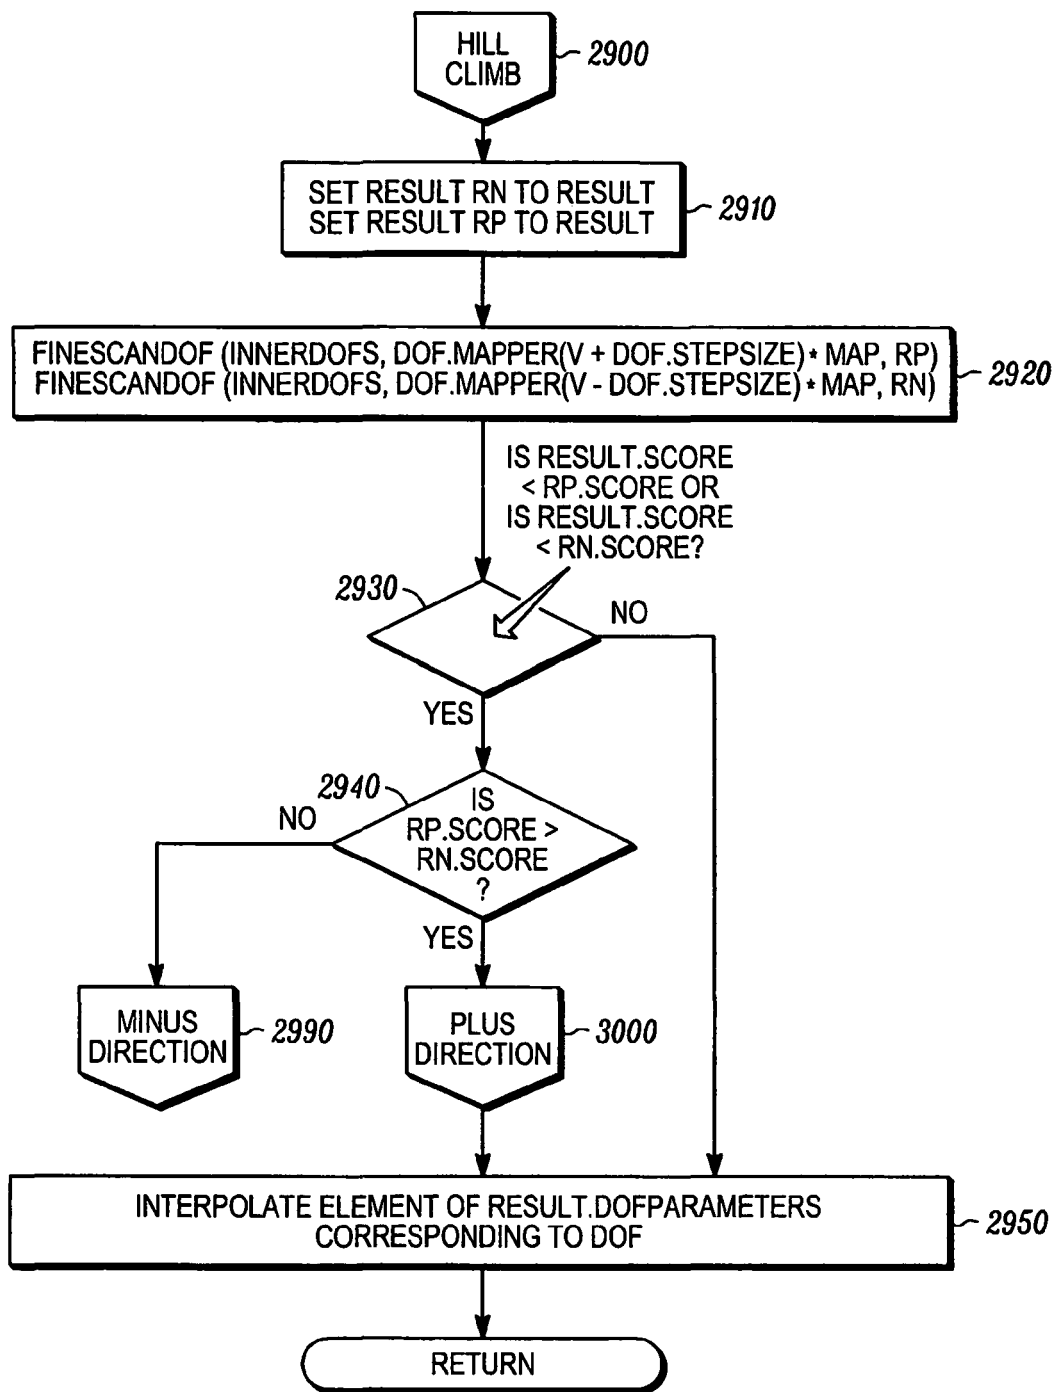 HILL
CLIMB
2900
SET RESULT RN TO RESULT
SET RESULT RP TO RESULT
2910
FINESCANDOF (INNERDOFS, DOF.MAPPER(V + DOF.STEPSIZE) * MAP, RP)
FINESCANDOF (INNERDOFS, DOF.MAPPER(V - DOF.STEPSIZE) * MAP, RN)
2920
IS RESULT.SCORE
< RP.SCORE OR
IS RESULT.SCORE
< RN.SCORE?
2930
NO
YES
2940
NO
IS
RP.SCORE >
RN.SCORE
?
YES
MINUS
DIRECTION
2990
PLUS
DIRECTION
3000
INTERPOLATE ELEMENT OF RESULT.DOFPARAMETERS
CORRESPONDING TO DOF
2950
RETURN